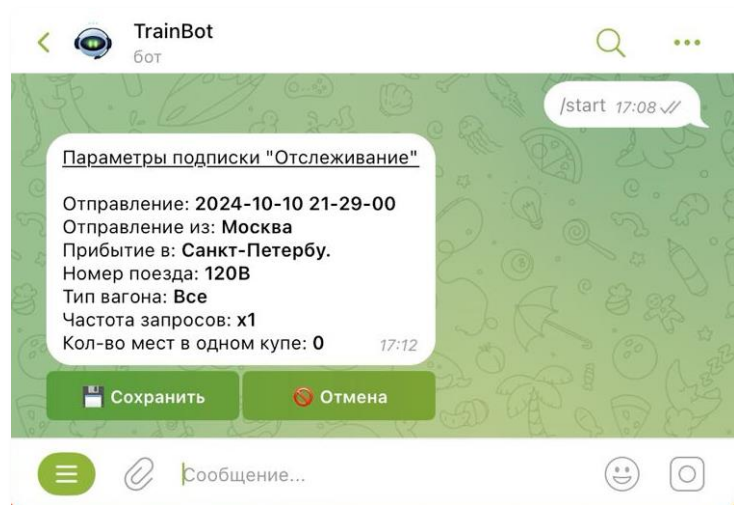 TrainBot
бот
/start 17:08
Параметры подписки "Отслеживание"
Отправление: 2024-10-10 21-29-00
Отправление из: Москва
Прибытие в: Санкт-Петербу.
Номер поезда: 120В
Тип вагона: Все
Частота запросов: x1
Кол-во мест в одном купе: 0 17:12
Сохранить
Отмена
Сообщение...